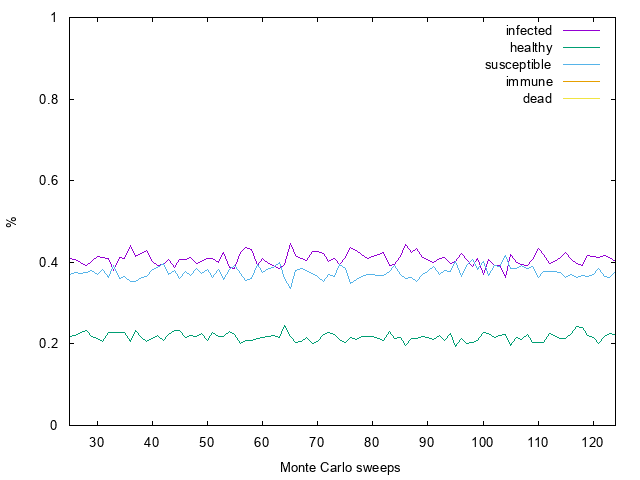 1
0.8
0.6
0.4
0.2
0
%
infected
healthy
susceptible
immune
dead
30 40 50 60 70 80 90 100 110 120
Monte Carlo sweeps